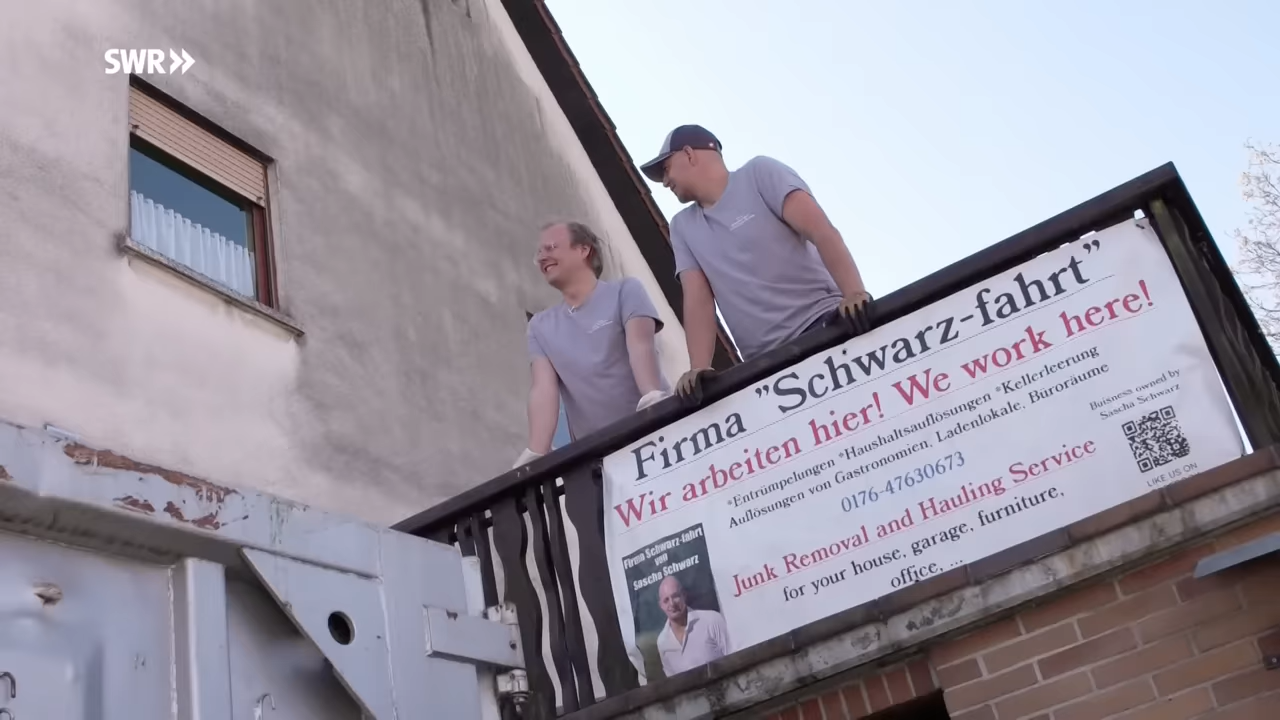 SWR
Firma "Schwarz-fahrt"
Wir arbeiten hier! We work here!
*Entrümpelungen *Haushaltsauflösungen *Kellerleerung
Auflösungen von Gastronomien, Ladenlokale, Büroräume
0176-47630673
Junk Removal and Hauling Service
for your house, garage, furniture,
office, ...
Buisness owned by
Sascha Schwarz
LIKE US ON
Firma Schwarz-fahrt
von
Sascha Schwarz